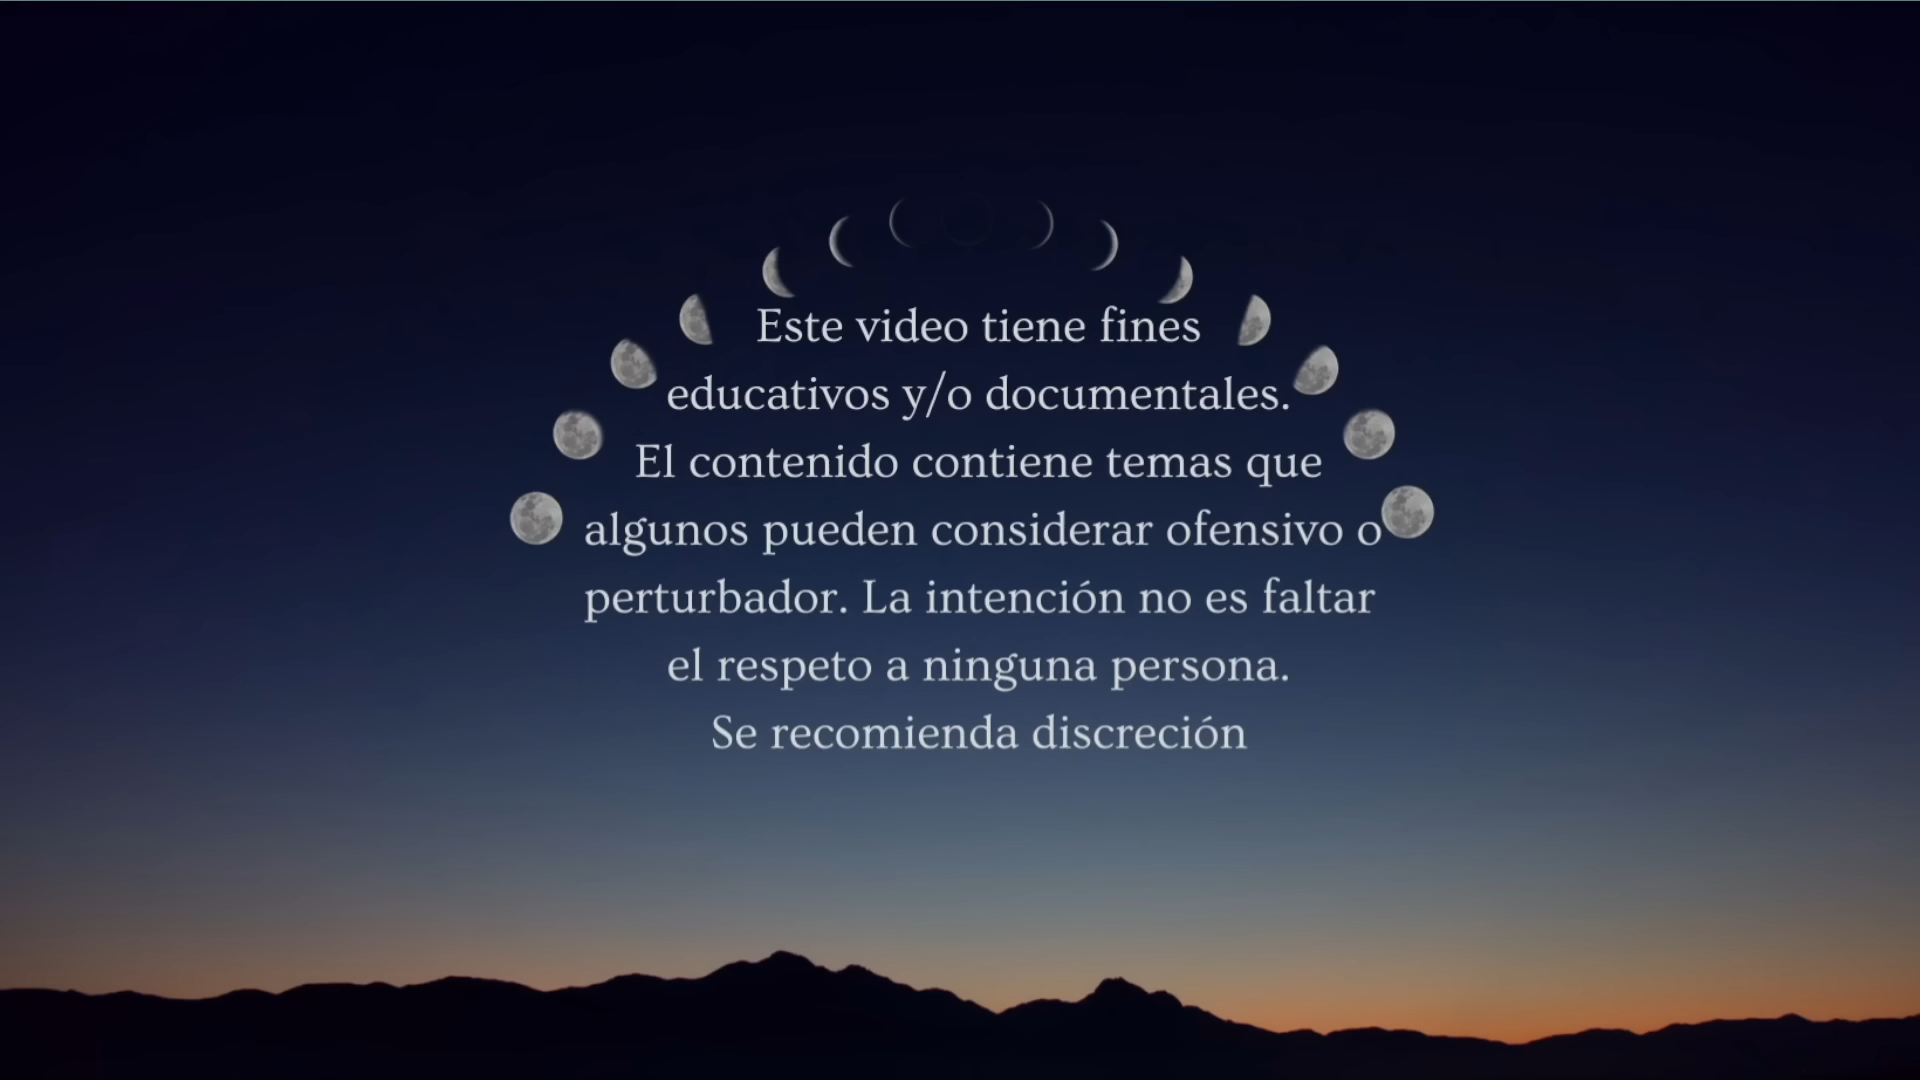 Este video tiene fines
educativos y/o documentales.
El contenido contiene temas que
algunos pueden considerar ofensivo o
perturbador. La intención no es faltar
el respeto a ninguna persona.
Se recomienda discreción